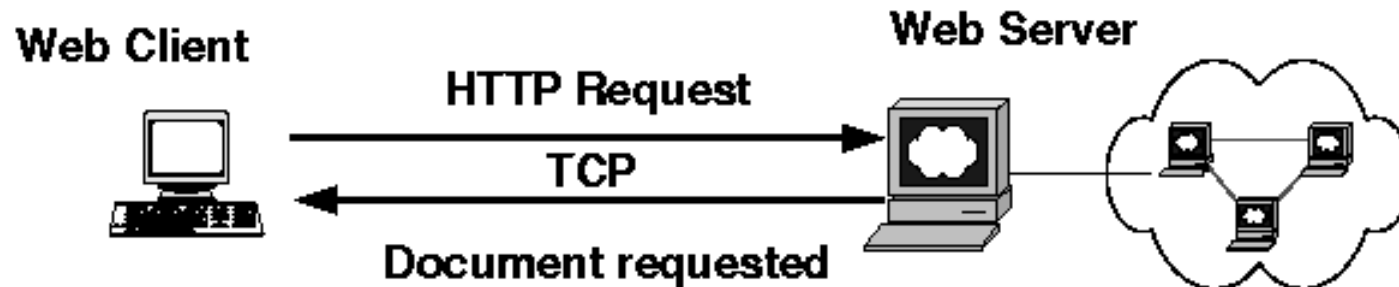 Web Client
Web Server
HTTP Request
TCP
Document requested